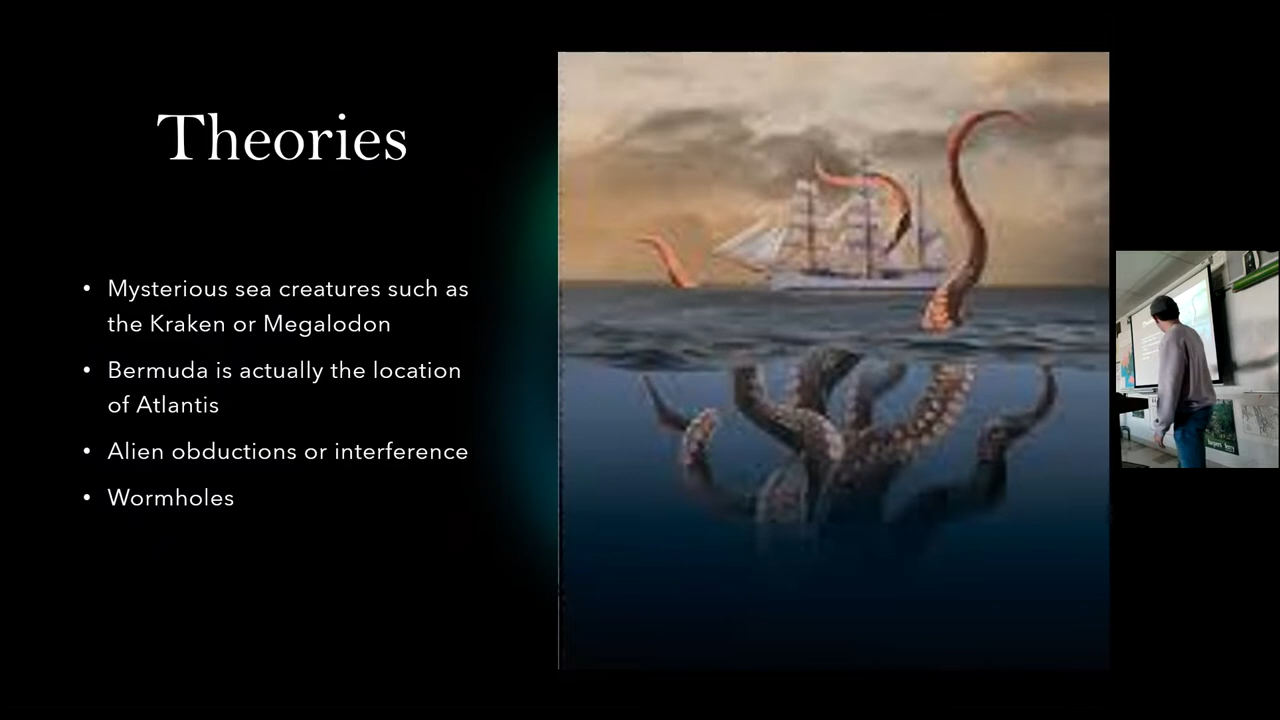 Theories
• Mysterious sea creatures such as
the Kraken or Megalodon
• Bermuda is actually the location
of Atlantis
• Alien obductions or interference
• Wormholes